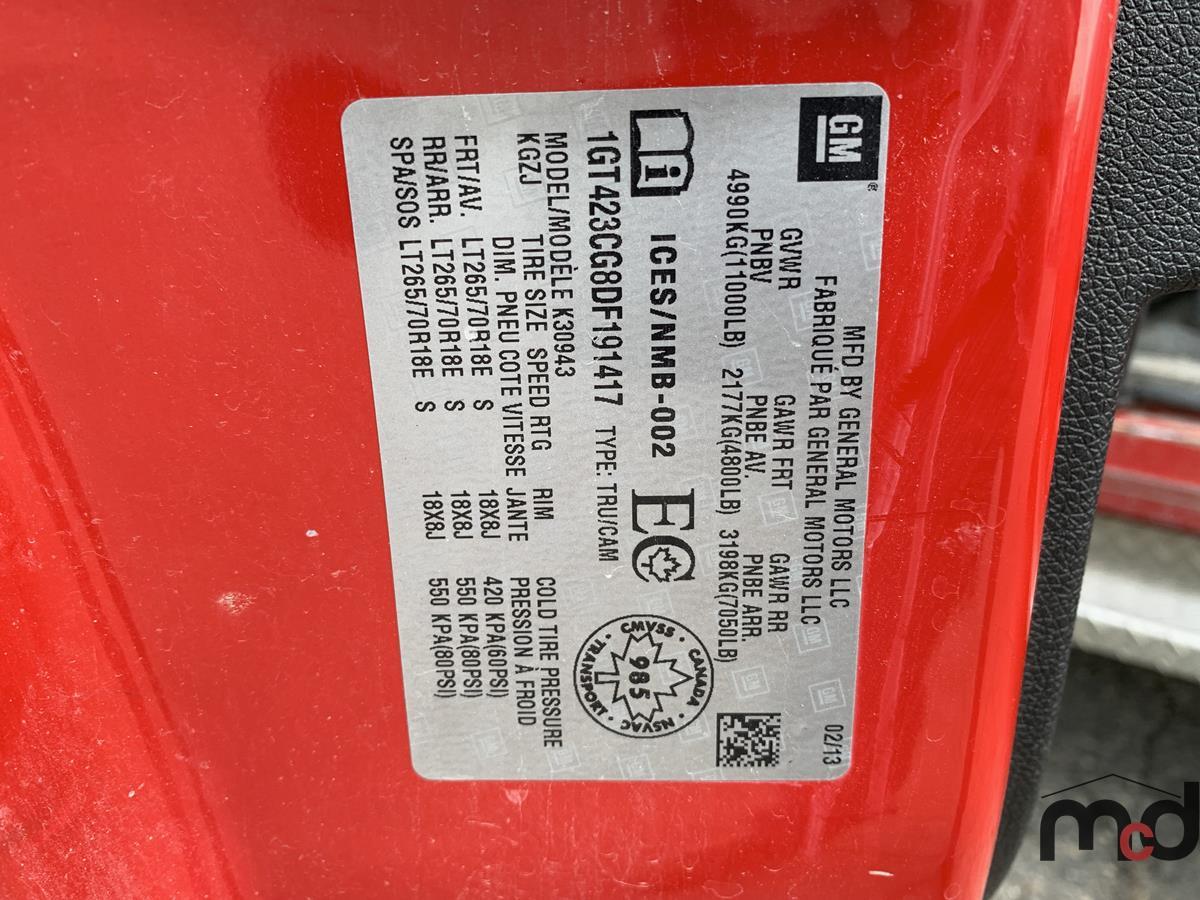 GM ®
MFD BY GENERAL MOTORS LLC 02/13
FABRIQUÉ PAR GENERAL MOTORS LLC
GVWR GAWR FRT GAWR RR
PNBV PNBE AV. PNBE ARR.
4990KG(11000LB) 2177KG(4800LB) 3198KG(7050LB)
i ICES/NMB-002 EC
CANADA · CMVSS · TRANSPORT · NSVAC ·
985
1GT423CG8DF191417 TYPE: TRU/CAM
MODEL/MODÈLE K30943
KGZJ TIRE SIZE SPEED RTG RIM COLD TIRE PRESSURE
DIM. PNEU COTE VITESSE JANTE PRESSION À FROID
FRT/AV. LT265/70R18E S 18X8J 420 KPA(60PSI)
RR/ARR. LT265/70R18E S 18X8J 550 KPA(80PSI)
SPA/SOS LT265/70R18E S 18X8J 550 KPA(80PSI)
mcd